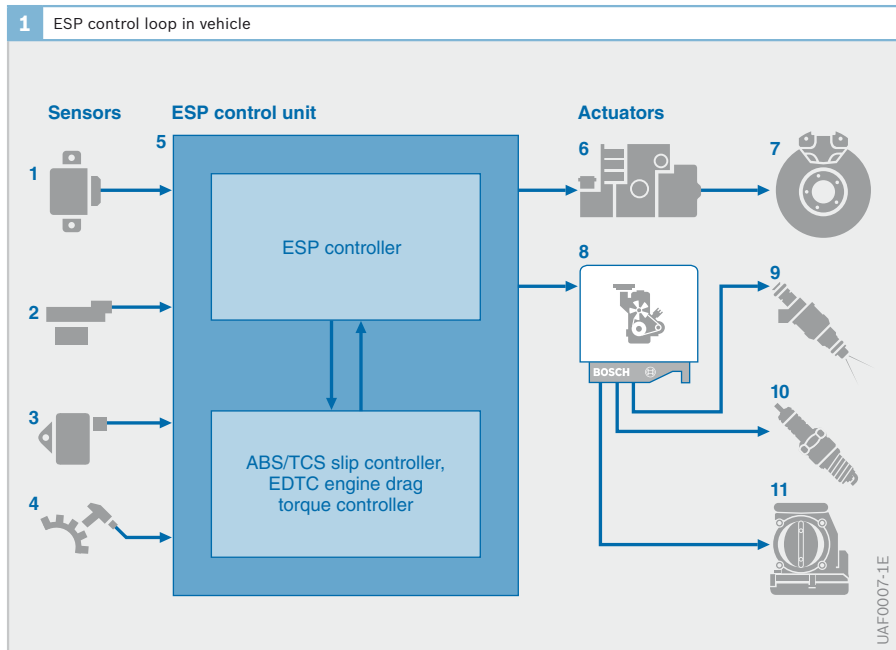 1 ESP control loop in vehicle
Sensors
ESP control unit
Actuators
1
2
3
4
5
ESP controller
ABS/TCS slip controller,
EDTC engine drag
torque controller
6
7
8
BOSCH
9
10
11
UAF0007-1E